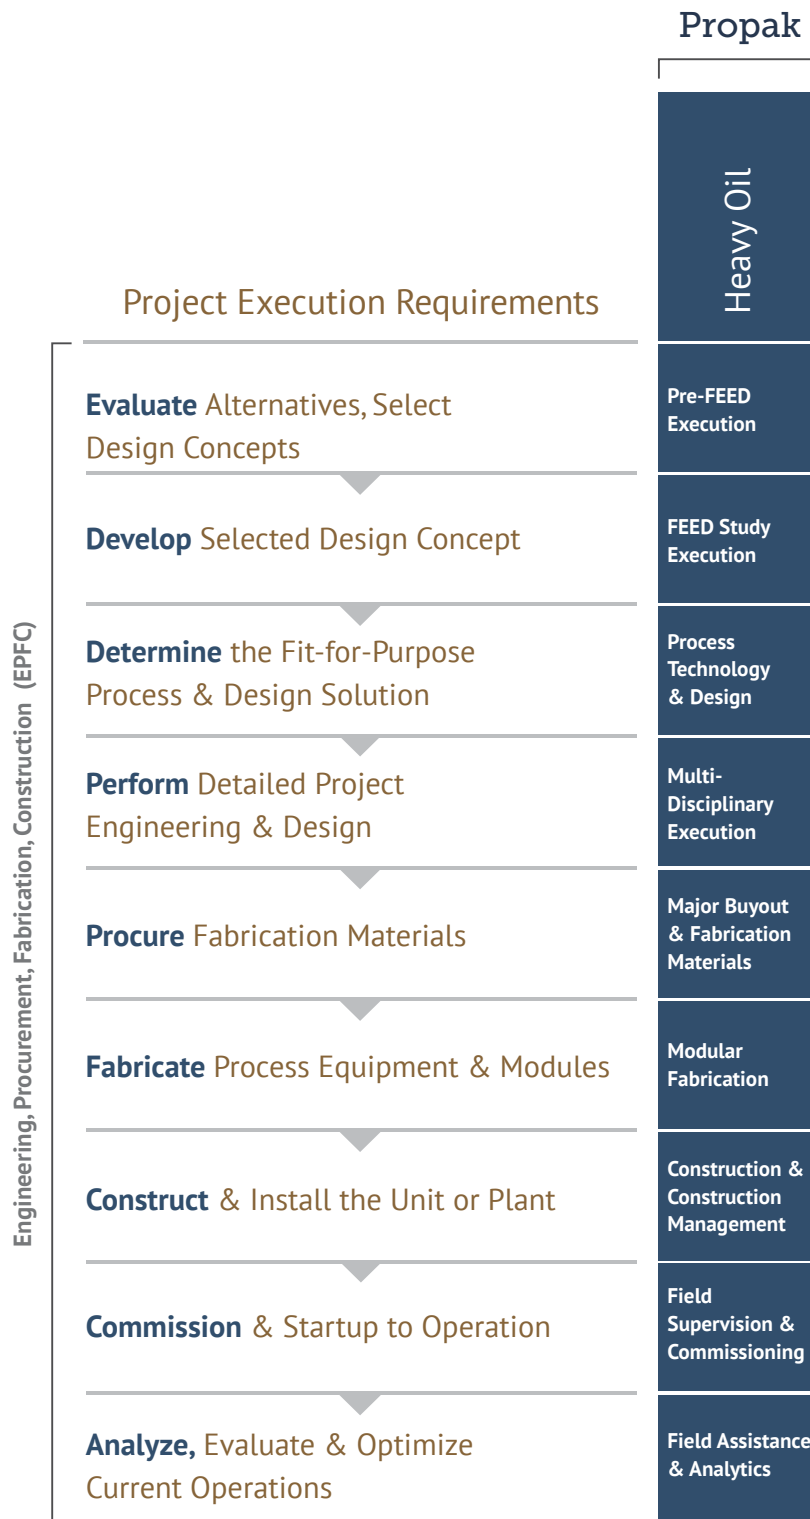 Propak
Heavy Oil
Project Execution Requirements
Engineering, Procurement, Fabrication, Construction (EPFC)
Evaluate Alternatives, Select
Design Concepts
Pre-FEED
Execution
Develop Selected Design Concept
FEED Study
Execution
Determine the Fit-for-Purpose
Process & Design Solution
Process
Technology
& Design
Perform Detailed Project
Engineering & Design
Multi-
Disciplinary
Execution
Procure Fabrication Materials
Major Buyout
& Fabrication
Materials
Fabricate Process Equipment & Modules
Modular
Fabrication
Construct & Install the Unit or Plant
Construction &
Construction
Management
Commission & Startup to Operation
Field
Supervision &
Commissioning
Analyze, Evaluate & Optimize
Current Operations
Field Assistance
& Analytics